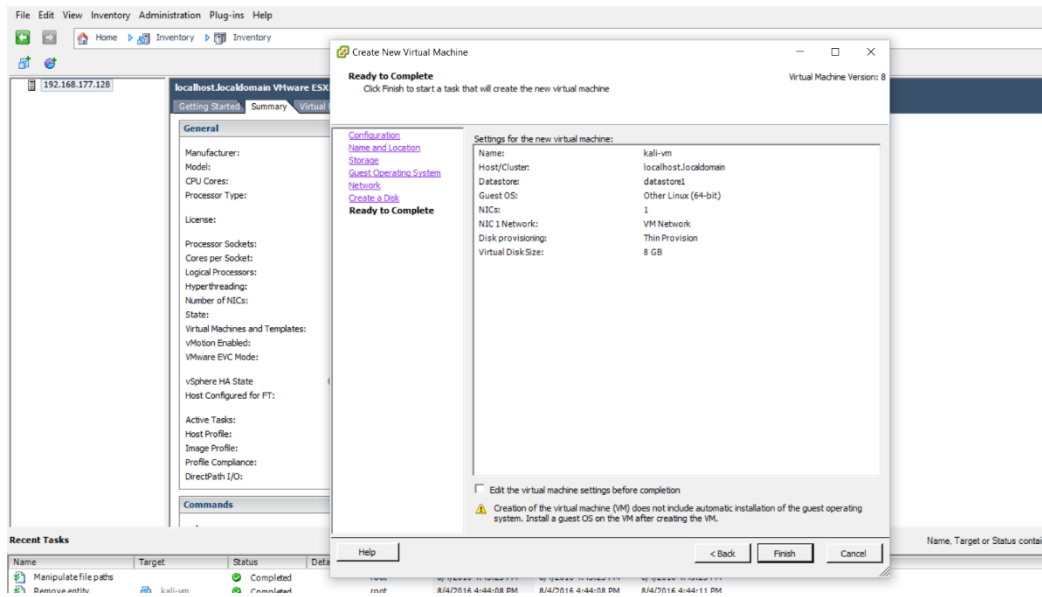 File Edit View Inventory Administration Plug-ins Help
Home Inventory Inventory
192.168.177.128
localhost.localdomain VMware ESX
Getting Started Summary Virtual
General
Manufacturer:
Model:
CPU Cores:
Processor Type:
License:
Processor Sockets:
Cores per Socket:
Logical Processors:
Hyperthreading:
Number of NICs:
State:
Virtual Machines and Templates:
vMotion Enabled:
VMware EVC Mode:
vSphere HA State
Host Configured for FT:
Active Tasks:
Host Profile:
Image Profile:
Profile Compliance:
DirectPath I/O:
Commands
Create New Virtual Machine
Ready to Complete
Click Finish to start a task that will create the new virtual machine
Virtual Machine Version: 8
Configuration
Name and Location
Storage
Guest Operating System
Network
Create a Disk
Ready to Complete
Settings for the new virtual machine:
Name: kali-vm
Host/Cluster: localhost.localdomain
Datastore: datastore1
Guest OS: Other Linux (64-bit)
NICs: 1
NIC 1 Network: VM Network
Disk provisioning: Thin Provision
Virtual Disk Size: 8 GB
Edit the virtual machine settings before completion
Creation of the virtual machine (VM) does not include automatic installation of the guest operating
system. Install a guest OS on the VM after creating the VM.
Help < Back Finish Cancel
Recent Tasks
Name, Target or Status contai
Name Target Status Deta
Manipulate file paths Completed
Remove entity kali-vm Completed root 8/4/2016 4:44:08 PM 8/4/2016 4:44:08 PM 8/4/2016 4:44:11 PM